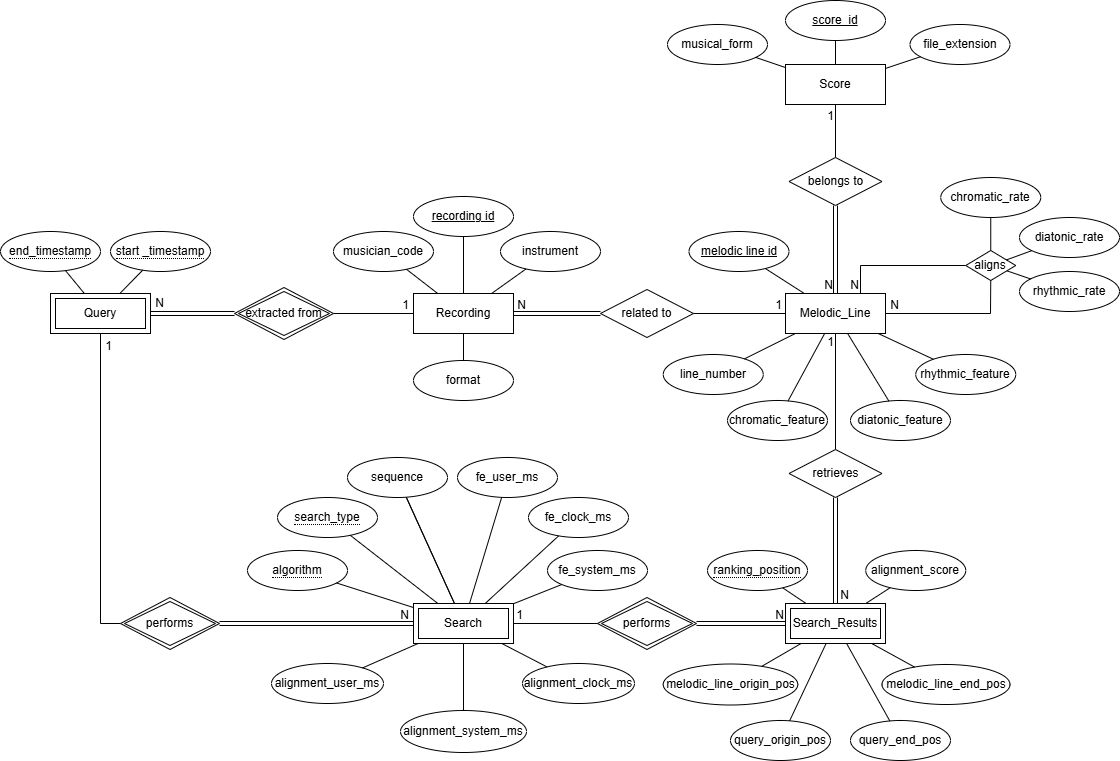 score_id
musical_form
file_extension
Score
1
belongs to
chromatic_rate
recording id
end_timestamp
start _timestamp
musician_code
instrument
melodic line id
diatonic_rate
aligns
rhythmic_rate
N
N
Query
N
extracted from
1
Recording
N
related to
1
Melodic_Line
N
1
1
format
line_number
rhythmic_feature
chromatic_feature
diatonic_feature
retrieves
sequence
fe_user_ms
search_type
fe_clock_ms
algorithm
fe_system_ms
ranking_position
alignment_score
N
performs
N
Search
1
performs
N
Search_Results
alignment_user_ms
alignment_clock_ms
melodic_line_origin_pos
melodic_line_end_pos
alignment_system_ms
query_origin_pos
query_end_pos